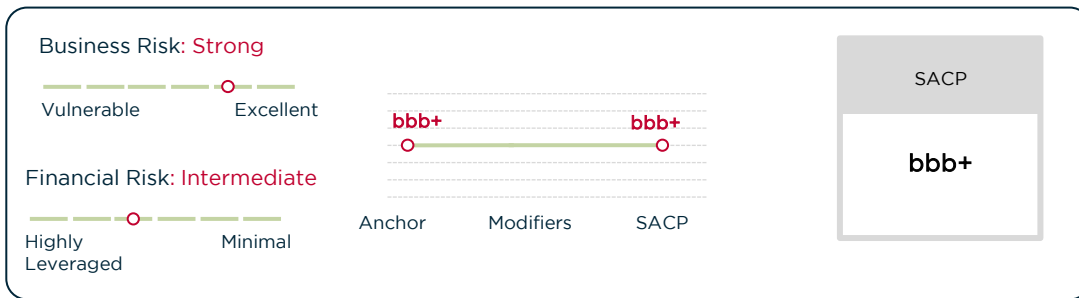 Business Risk: Strong
Vulnerable Excellent
Financial Risk: Intermediate
Highly Leveraged Minimal
bbb+ bbb+
Anchor Modifiers SACP
SACP
bbb+